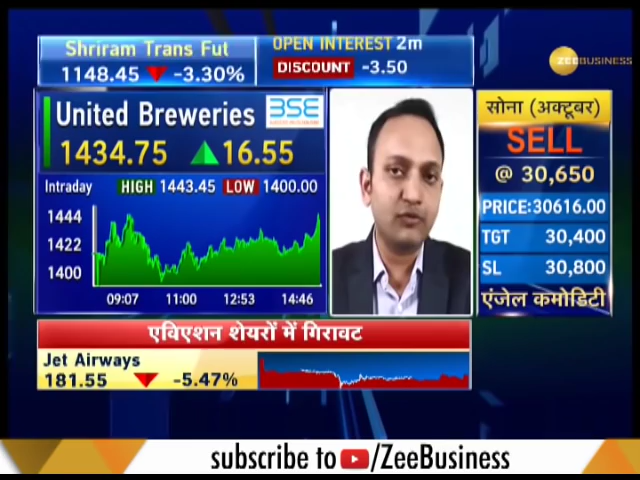 Shriram Trans Fut
1148.45 -3.30%
OPEN INTEREST 2m
DISCOUNT -3.50
ZEEBUSINESS
United Breweries
BSE
1434.75 16.55
Intraday HIGH 1443.45 LOW 1400.00
1444
1422
1400
09:07 11:00 12:53 14:46
सोना (अक्टूबर)
SELL
@ 30,650
PRICE:30616.00
TGT 30,400
SL 30,800
एंजेल कमोडिटी
एविएशन शेयरों में गिरावट
Jet Airways
181.55 -5.47%
subscribe to /ZeeBusiness